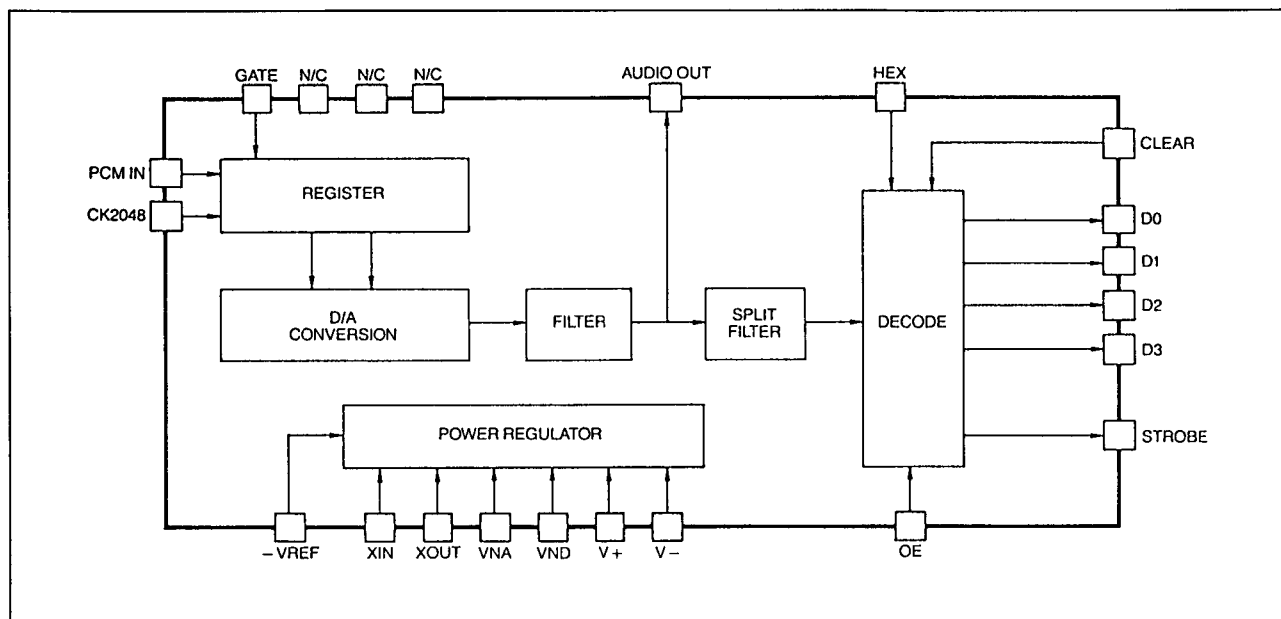 GATE N/C N/C N/C AUDIO OUT HEX
CLEAR
PCM IN
REGISTER
CK2048
D0
D1
D/A
CONVERSION
FILTER
SPLIT
FILTER
DECODE
D2
D3
POWER REGULATOR
STROBE
–VREF XIN XOUT VNA VND V+ V– OE